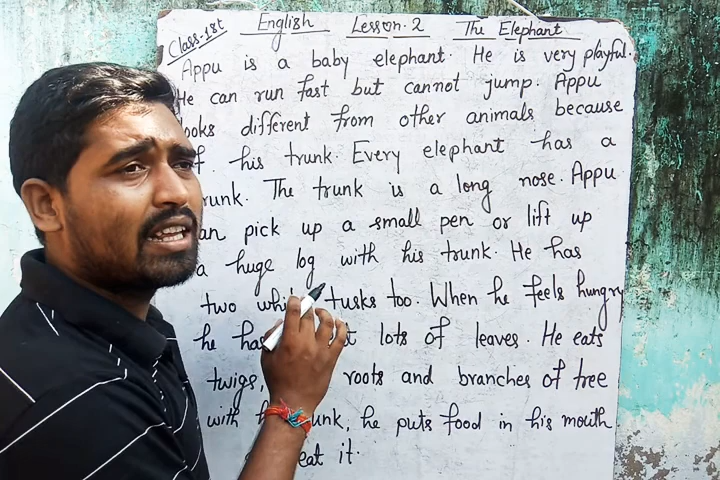 Class-1st English Lesson.2 The Elephant
Appu is a baby elephant. He is very playful.
He can run fast but cannot jump. Appu
looks different from other animals because
of his trunk. Every elephant has a
trunk. The trunk is a long nose. Appu
can pick up a small pen or lift up
a huge log with his trunk. He has
two white tusks too. When he feels hungry
he has lots of leaves. He eats
twigs, roots and branches of tree
with trunk, he puts food in his mouth
eat it.